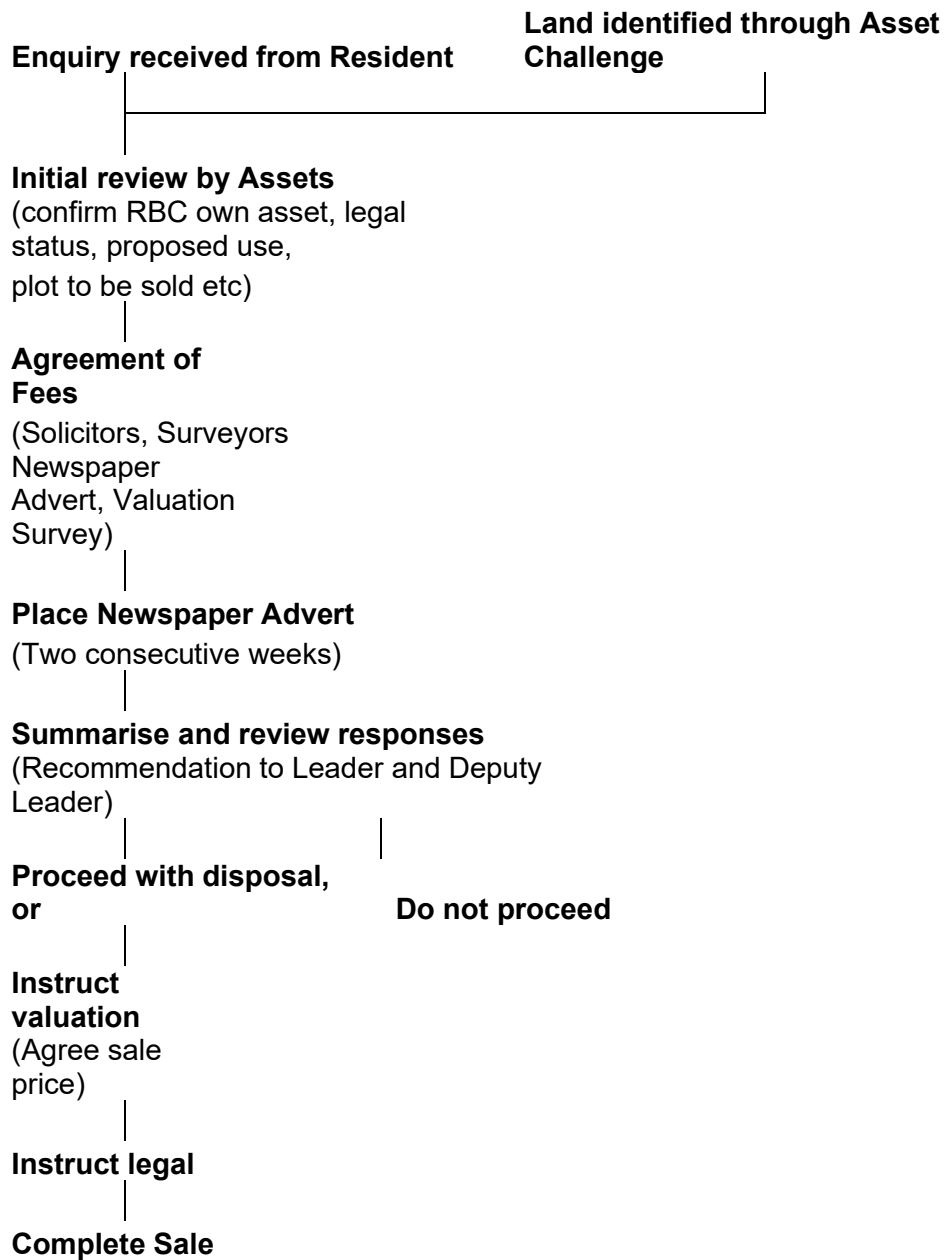 Enquiry received from Resident
Land identified through Asset
Challenge
Initial review by Assets
(confirm RBC own asset, legal
status, proposed use,
plot to be sold etc)
Agreement of
Fees
(Solicitors, Surveyors
Newspaper
Advert, Valuation
Survey)
Place Newspaper Advert
(Two consecutive weeks)
Summarise and review responses
(Recommendation to Leader and Deputy
Leader)
Proceed with disposal,
or
Do not proceed
Instruct
valuation
(Agree sale
price)
Instruct legal
Complete Sale